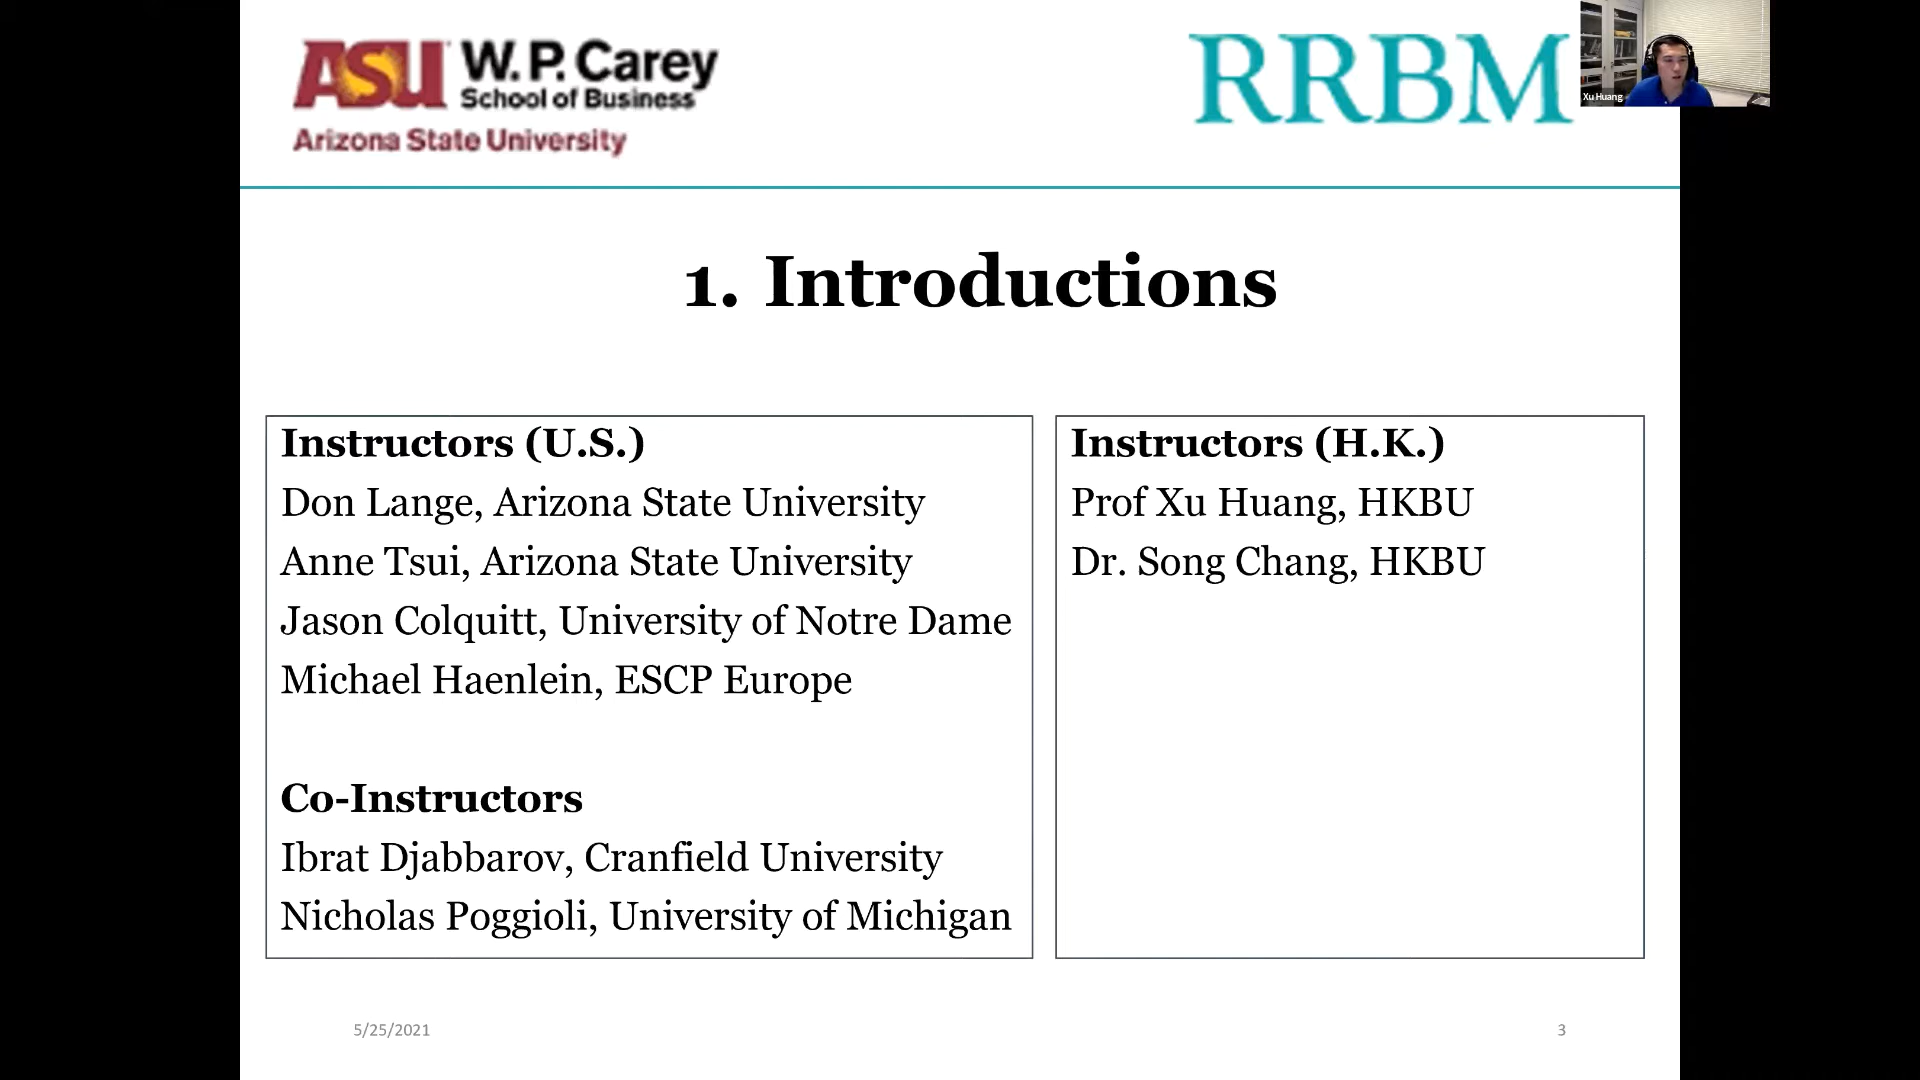 ASU W. P. Carey
School of Business
Arizona State University
RRBM
Xu Huang
1. Introductions
Instructors (U.S.)
Don Lange, Arizona State University
Anne Tsui, Arizona State University
Jason Colquitt, University of Notre Dame
Michael Haenlein, ESCP Europe
Co-Instructors
Ibrat Djabbarov, Cranfield University
Nicholas Poggioli, University of Michigan
Instructors (H.K.)
Prof Xu Huang, HKBU
Dr. Song Chang, HKBU
5/25/2021
3